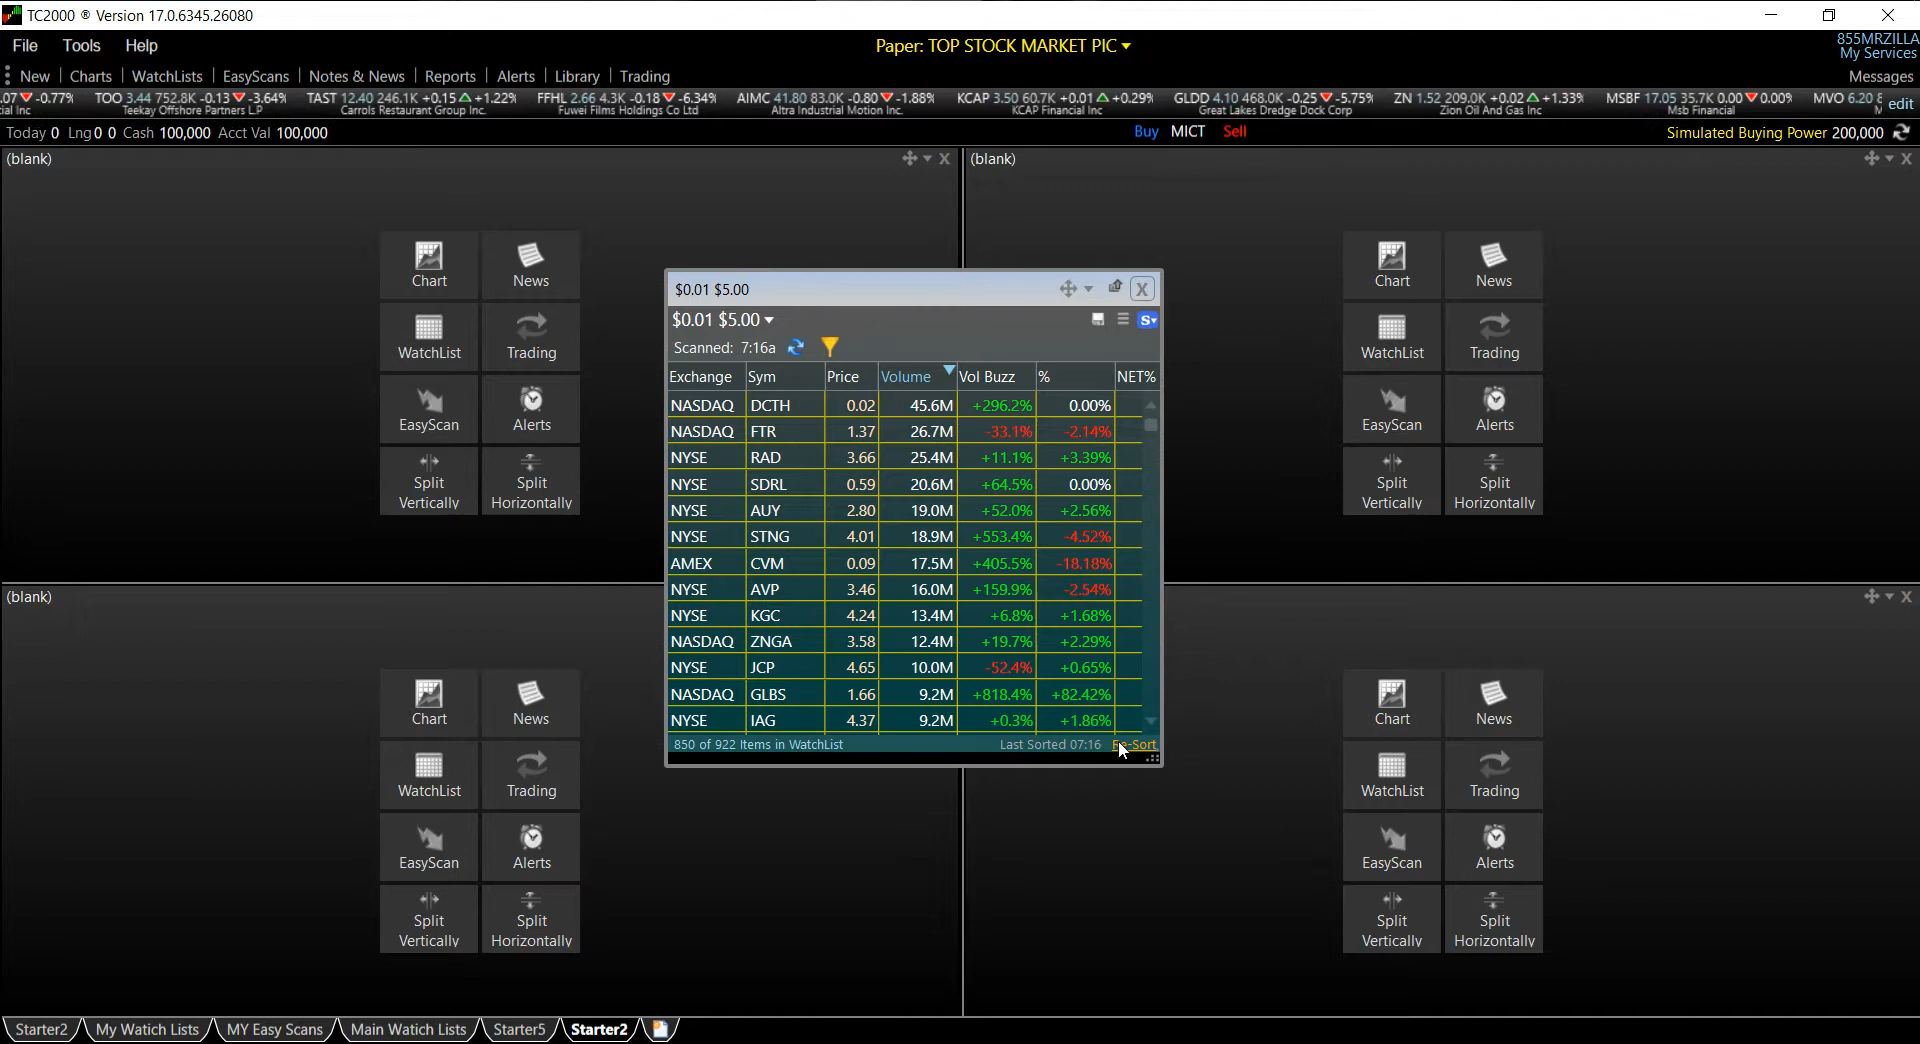 TC2000 ® Version 17.0.6345.26080
File Tools Help
Paper: TOP STOCK MARKET PIC
855MRZILLA
My Services
New Charts WatchLists EasyScans Notes & News Reports Alerts Library Trading
Messages
.07 -0.77% TOO 3.44 752.8K -0.13 -3.64% TAST 12.40 246.1K +0.15 +1.22% FFHL 2.66 4.3K -0.18 -6.34% AIMC 41.80 83.0K -0.80 -1.88% KCAP 3.50 60.7K +0.01 +0.29% GLDD 4.10 468.0K -0.25 -5.75% ZN 1.52 209.0K +0.02 +1.33% MSBF 17.05 35.7K 0.00 0.00% MVO 6.20 edit
ial Inc Teekay Offshore Partners L.P Carrols Restaurant Group Inc. Fuwei Films Holdings Co Ltd Altra Industrial Motion Inc. KCAP Financial Inc Great Lakes Dredge Dock Corp Zion Oil And Gas Inc Msb Financial
Today 0 Lng 0 0 Cash 100,000 Acct Val 100,000
Buy MICT Sell
Simulated Buying Power 200,000
(blank) X
(blank) X
Chart News
WatchList Trading
EasyScan Alerts
Split Vertically Split Horizontally
Chart News
WatchList Trading
EasyScan Alerts
Split Vertically Split Horizontally
$0.01 $5.00 X
$0.01 $5.00 S
Scanned: 7:16a
Exchange Sym Price Volume Vol Buzz % NET%
NASDAQ DCTH 0.02 45.6M +296.2% 0.00%
NASDAQ FTR 1.37 26.7M -33.1% -2.14%
NYSE RAD 3.66 25.4M +11.1% +3.39%
NYSE SDRL 0.59 20.6M +64.5% 0.00%
NYSE AUY 2.80 19.0M +52.0% +2.56%
NYSE STNG 4.01 18.9M +553.4% -4.52%
AMEX CVM 0.09 17.5M +405.5% -18.18%
NYSE AVP 3.46 16.0M +159.9% -2.54%
NYSE KGC 4.24 13.4M +6.8% +1.68%
NASDAQ ZNGA 3.58 12.4M +19.7% +2.29%
NYSE JCP 4.65 10.0M -52.4% +0.65%
NASDAQ GLBS 1.66 9.2M +818.4% +82.42%
NYSE IAG 4.37 9.2M +0.3% +1.86%
850 of 922 Items in WatchList Last Sorted 07:16 Re-Sort
(blank)
X
Chart News
WatchList Trading
EasyScan Alerts
Split Vertically Split Horizontally
Chart News
WatchList Trading
EasyScan Alerts
Split Vertically Split Horizontally
Starter2 My Watich Lists MY Easy Scans Main Watich Lists Starter5 Starter2